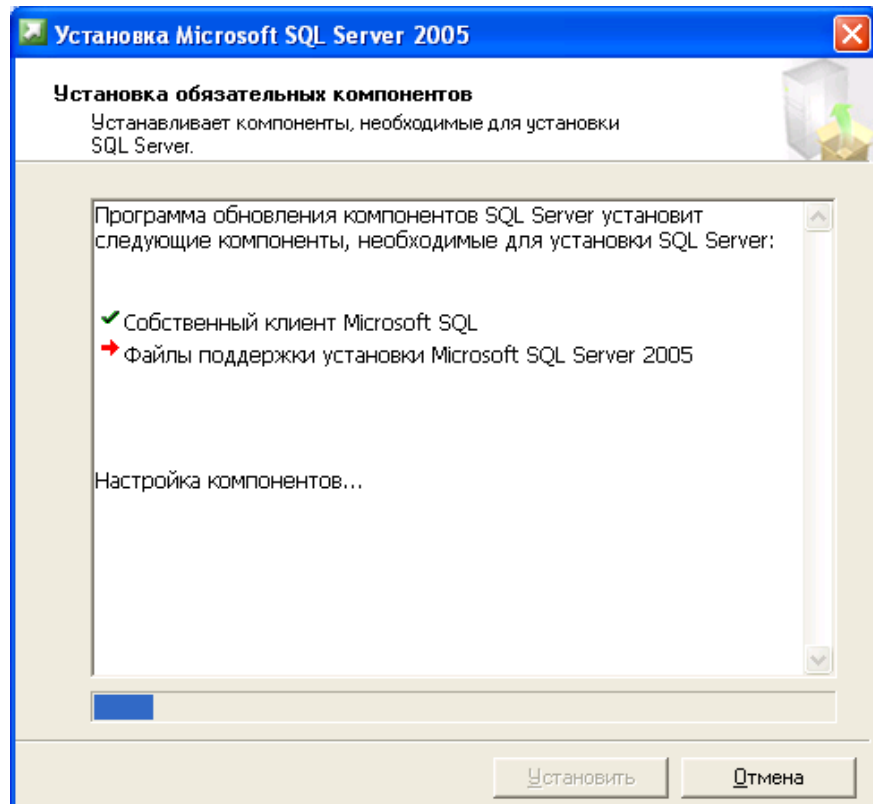 Установка Microsoft SQL Server 2005
Установка обязательных компонентов
Устанавливает компоненты, необходимые для установки
SQL Server.
Программа обновления компонентов SQL Server установит
следующие компоненты, необходимые для установки SQL Server:
Собственный клиент Microsoft SQL
Файлы поддержки установки Microsoft SQL Server 2005
Настройка компонентов...
Установить Отмена